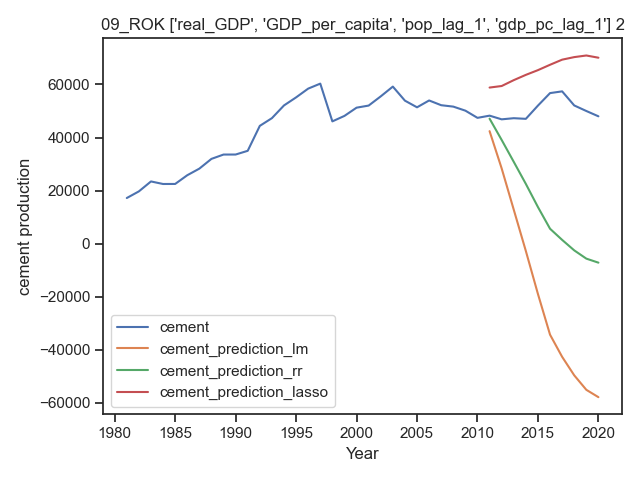 09_ROK ['real_GDP', 'GDP_per_capita', 'pop_lag_1', 'gdp_pc_lag_1'] 2
60000
40000
20000
0
−20000
−40000
−60000
cement production
cement
cement_prediction_lm
cement_prediction_rr
cement_prediction_lasso
1980 1985 1990 1995 2000 2005 2010 2015 2020
Year